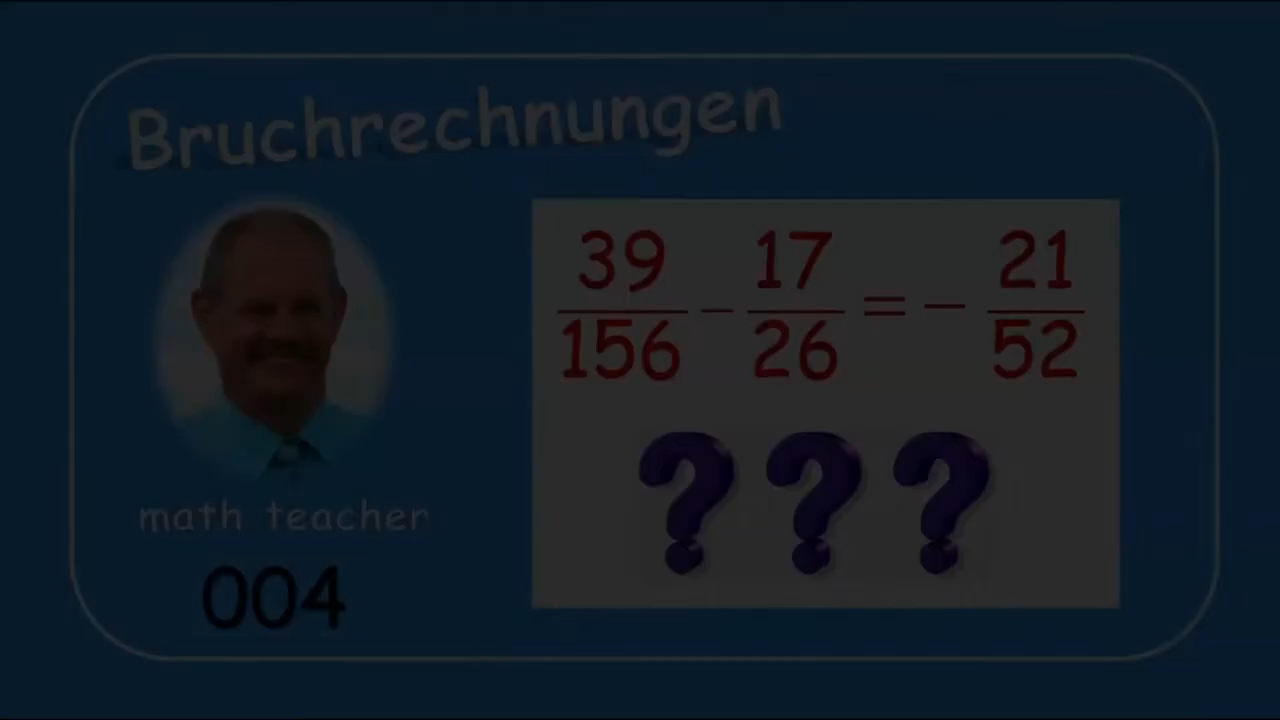 Bruchrechnungen
39/156 − 17/26 = − 21/52
? ? ?
math teacher
004